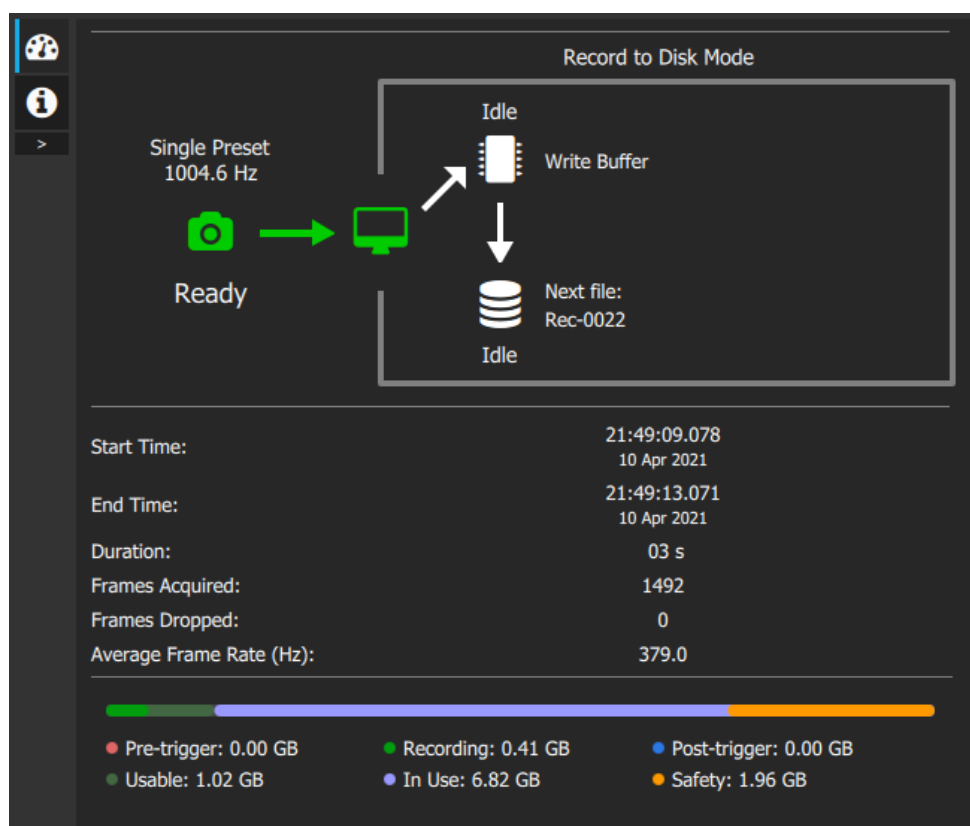 Record to Disk Mode
Idle
Single Preset
1004.6 Hz
Write Buffer
Ready
Next file:
Rec-0022
Idle
>
Start Time: 21:49:09.078
10 Apr 2021
End Time: 21:49:13.071
10 Apr 2021
Duration: 03 s
Frames Acquired: 1492
Frames Dropped: 0
Average Frame Rate (Hz): 379.0
Pre-trigger: 0.00 GB Recording: 0.41 GB Post-trigger: 0.00 GB
Usable: 1.02 GB In Use: 6.82 GB Safety: 1.96 GB